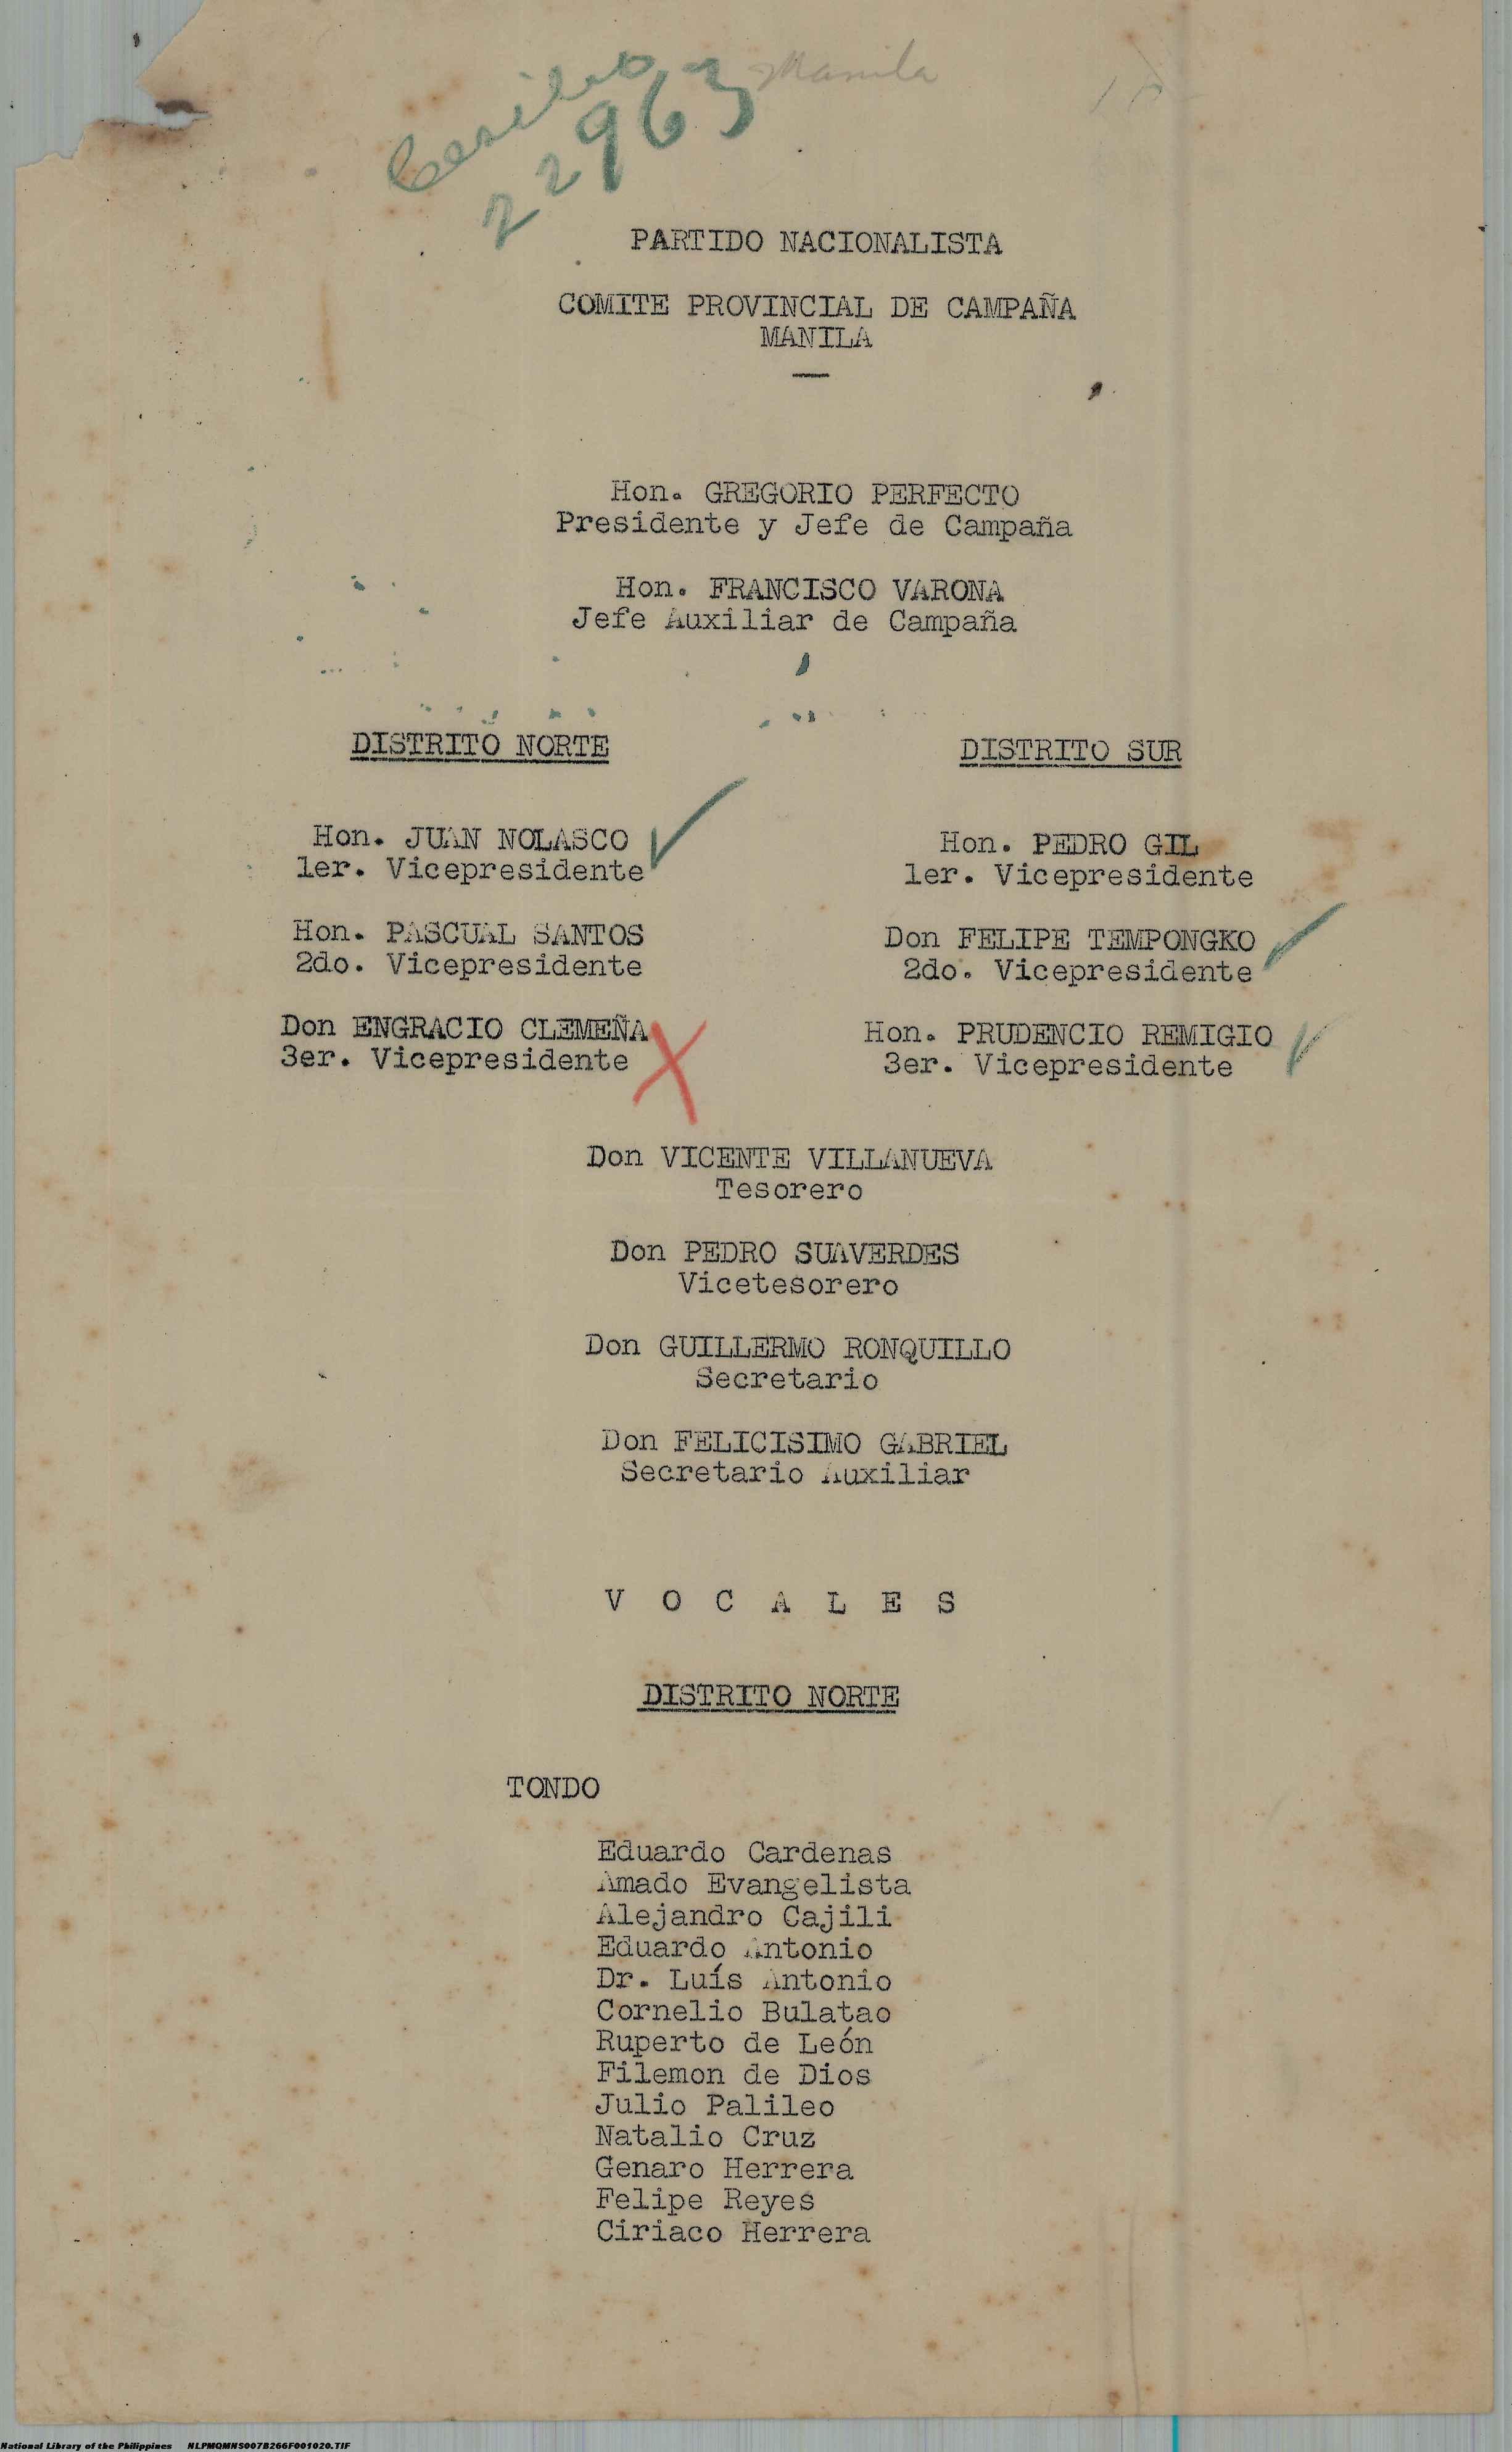 Manila
22963
PARTIDO NACIONALISTA
COMITE PROVINCIAL DE CAMPAÑA
MANILA
Hon. GREGORIO PERFECTO
Presidente y Jefe de Campaña
Hon. FRANCISCO VARONA
Jefe Auxiliar de Campaña
DISTRITO NORTE
Hon. JUAN NOLASCO
1er. Vicepresidente
Hon. PASCUAL SANTOS
2do. Vicepresidente
Don ENGRACIO CLEMEÑA
3er. Vicepresidente
DISTRITO SUR
Hon. PEDRO GIL
1er. Vicepresidente
Don FELIPE TEMPONGKO
2do. Vicepresidente
Hon. PRUDENCIO REMIGIO
3er. Vicepresidente
Don VICENTE VILLANUEVA
Tesorero
Don PEDRO SUAVERDES
Vicetesorero
Don GUILLERMO RONQUILLO
Secretario
Don FELICISIMO GABRIEL
Secretario Auxiliar
V O C A L E S
DISTRITO NORTE
TONDO
Eduardo Cardenas
Amado Evangelista
Alejandro Cajili
Eduardo Antonio
Dr. Luís Antonio
Cornelio Bulatao
Ruperto de León
Filemon de Dios
Julio Palileo
Natalio Cruz
Genaro Herrera
Felipe Reyes
Ciriaco Herrera
National Library of the Philippines NLPMQMNS007B266F001020.TIF